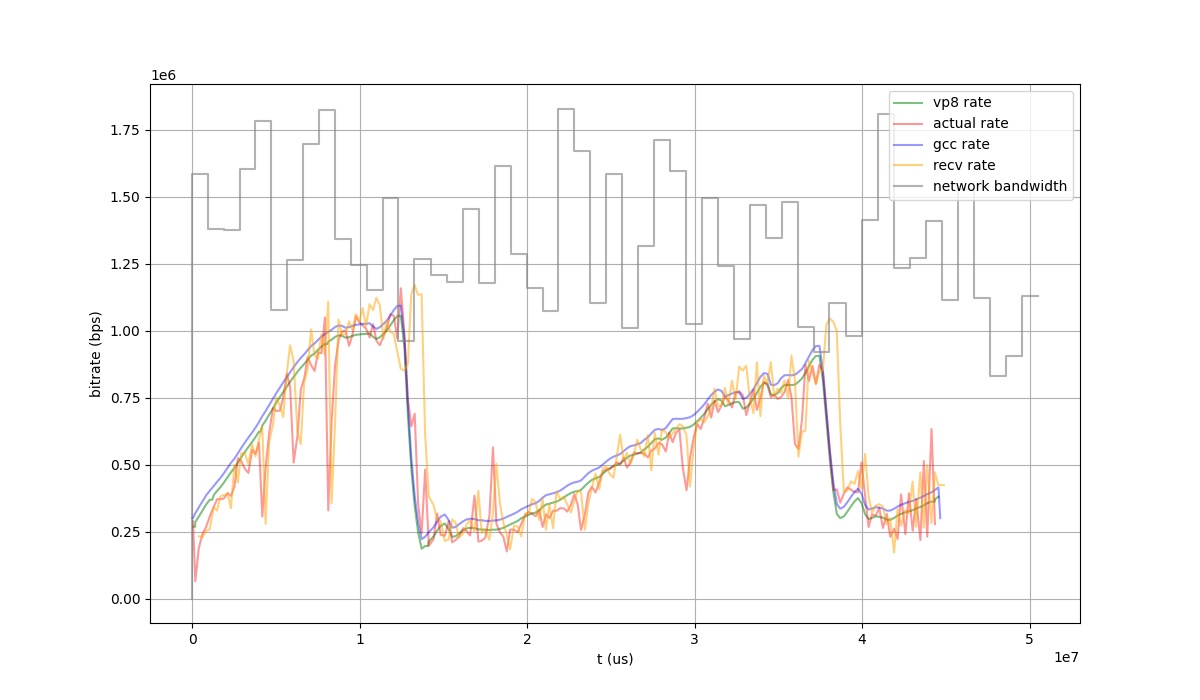 1e6
1.75
1.50
1.25
1.00
0.75
0.50
0.25
0.00
bitrate (bps)
vp8 rate
actual rate
gcc rate
recv rate
network bandwidth
0 1 2 3 4 5
t (us)
1e7